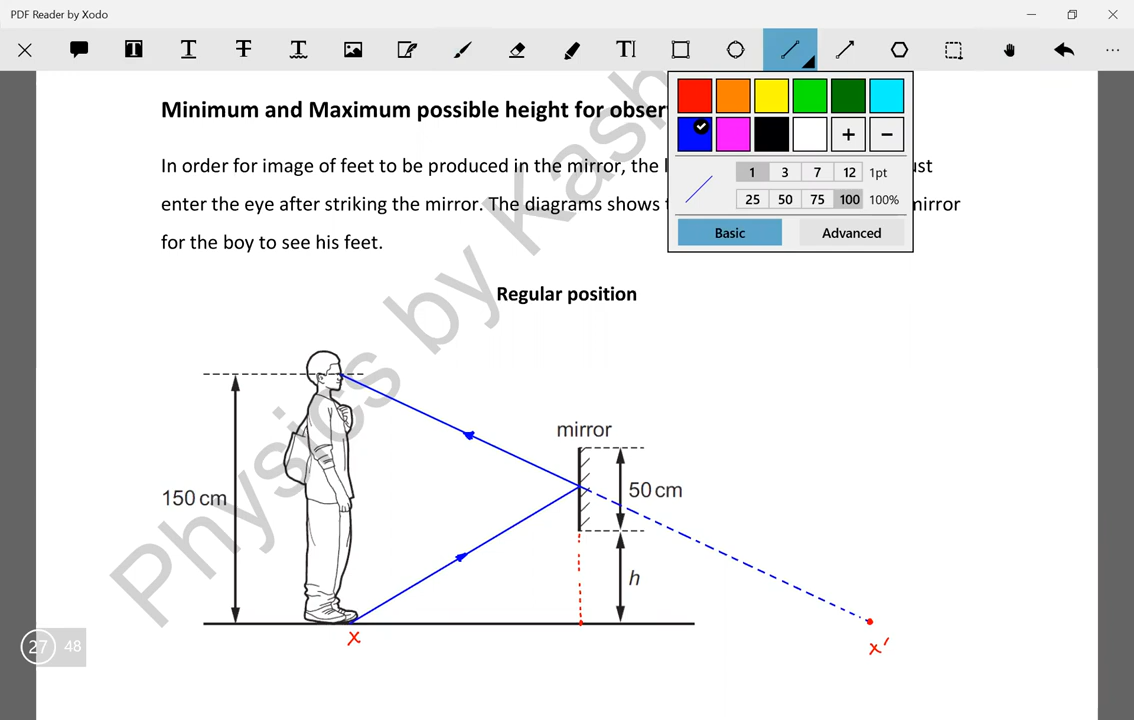 PDF Reader by Xodo
T T T T TI
Minimum and Maximum possible height for obser
In order for image of feet to be produced in the mirror, the ust
enter the eye after striking the mirror. The diagrams shows mirror
for the boy to see his feet.
+ −
1 3 7 12 1pt
25 50 75 100 100%
Basic Advanced
Regular position
Physics by Kash
mirror
150 cm
50 cm
h
x
x'
27 48